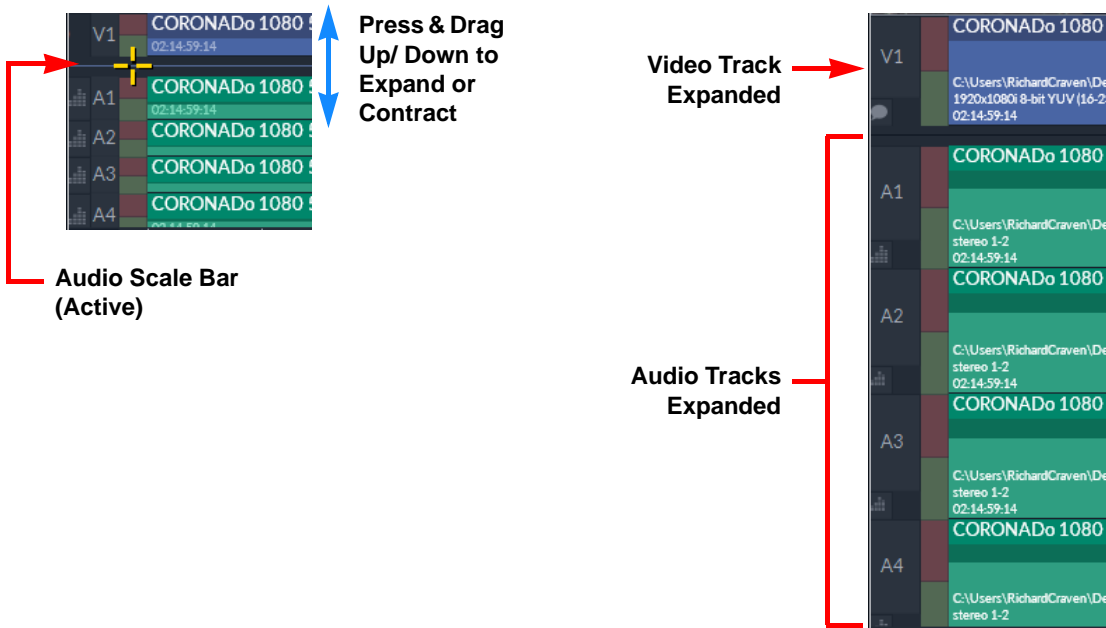 V1
CORONADo 1080
02:14:59:14
A1
CORONADo 1080
02:14:59:14
A2
CORONADo 1080
A3
CORONADo 1080
A4
CORONADo 1080
Press & Drag
Up/ Down to
Expand or
Contract
Audio Scale Bar
(Active)
Video Track
Expanded
Audio Tracks
Expanded
V1
CORONADo 1080
C:\Users\RichardCraven\De
1920x1080i 8-bit YUV (16-2
02:14:59:14
A1
CORONADo 1080
C:\Users\RichardCraven\De
stereo 1-2
02:14:59:14
A2
CORONADo 1080
C:\Users\RichardCraven\De
stereo 1-2
02:14:59:14
A3
CORONADo 1080
C:\Users\RichardCraven\De
stereo 1-2
02:14:59:14
A4
CORONADo 1080
C:\Users\RichardCraven\De
stereo 1-2